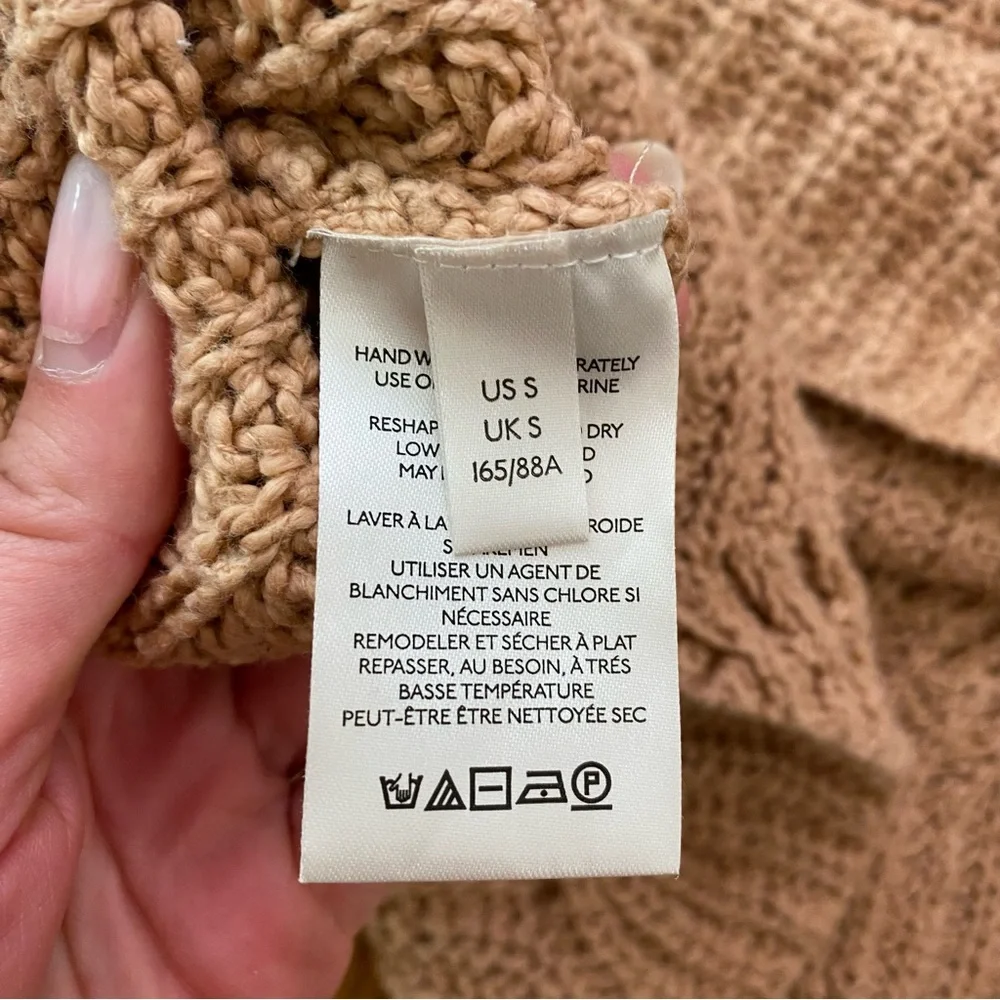 HAND W RATELY
USE O RINE
RESHAP DRY
LOW D
MAY
LAVER À LA ROIDE
UTILISER UN AGENT DE
BLANCHIMENT SANS CHLORE SI
NÉCESSAIRE
REMODELER ET SÉCHER À PLAT
REPASSER, AU BESOIN, À TRÉS
BASSE TEMPÉRATURE
PEUT-ÊTRE ÊTRE NETTOYÉE SEC
P
US S
UK S
165/88A